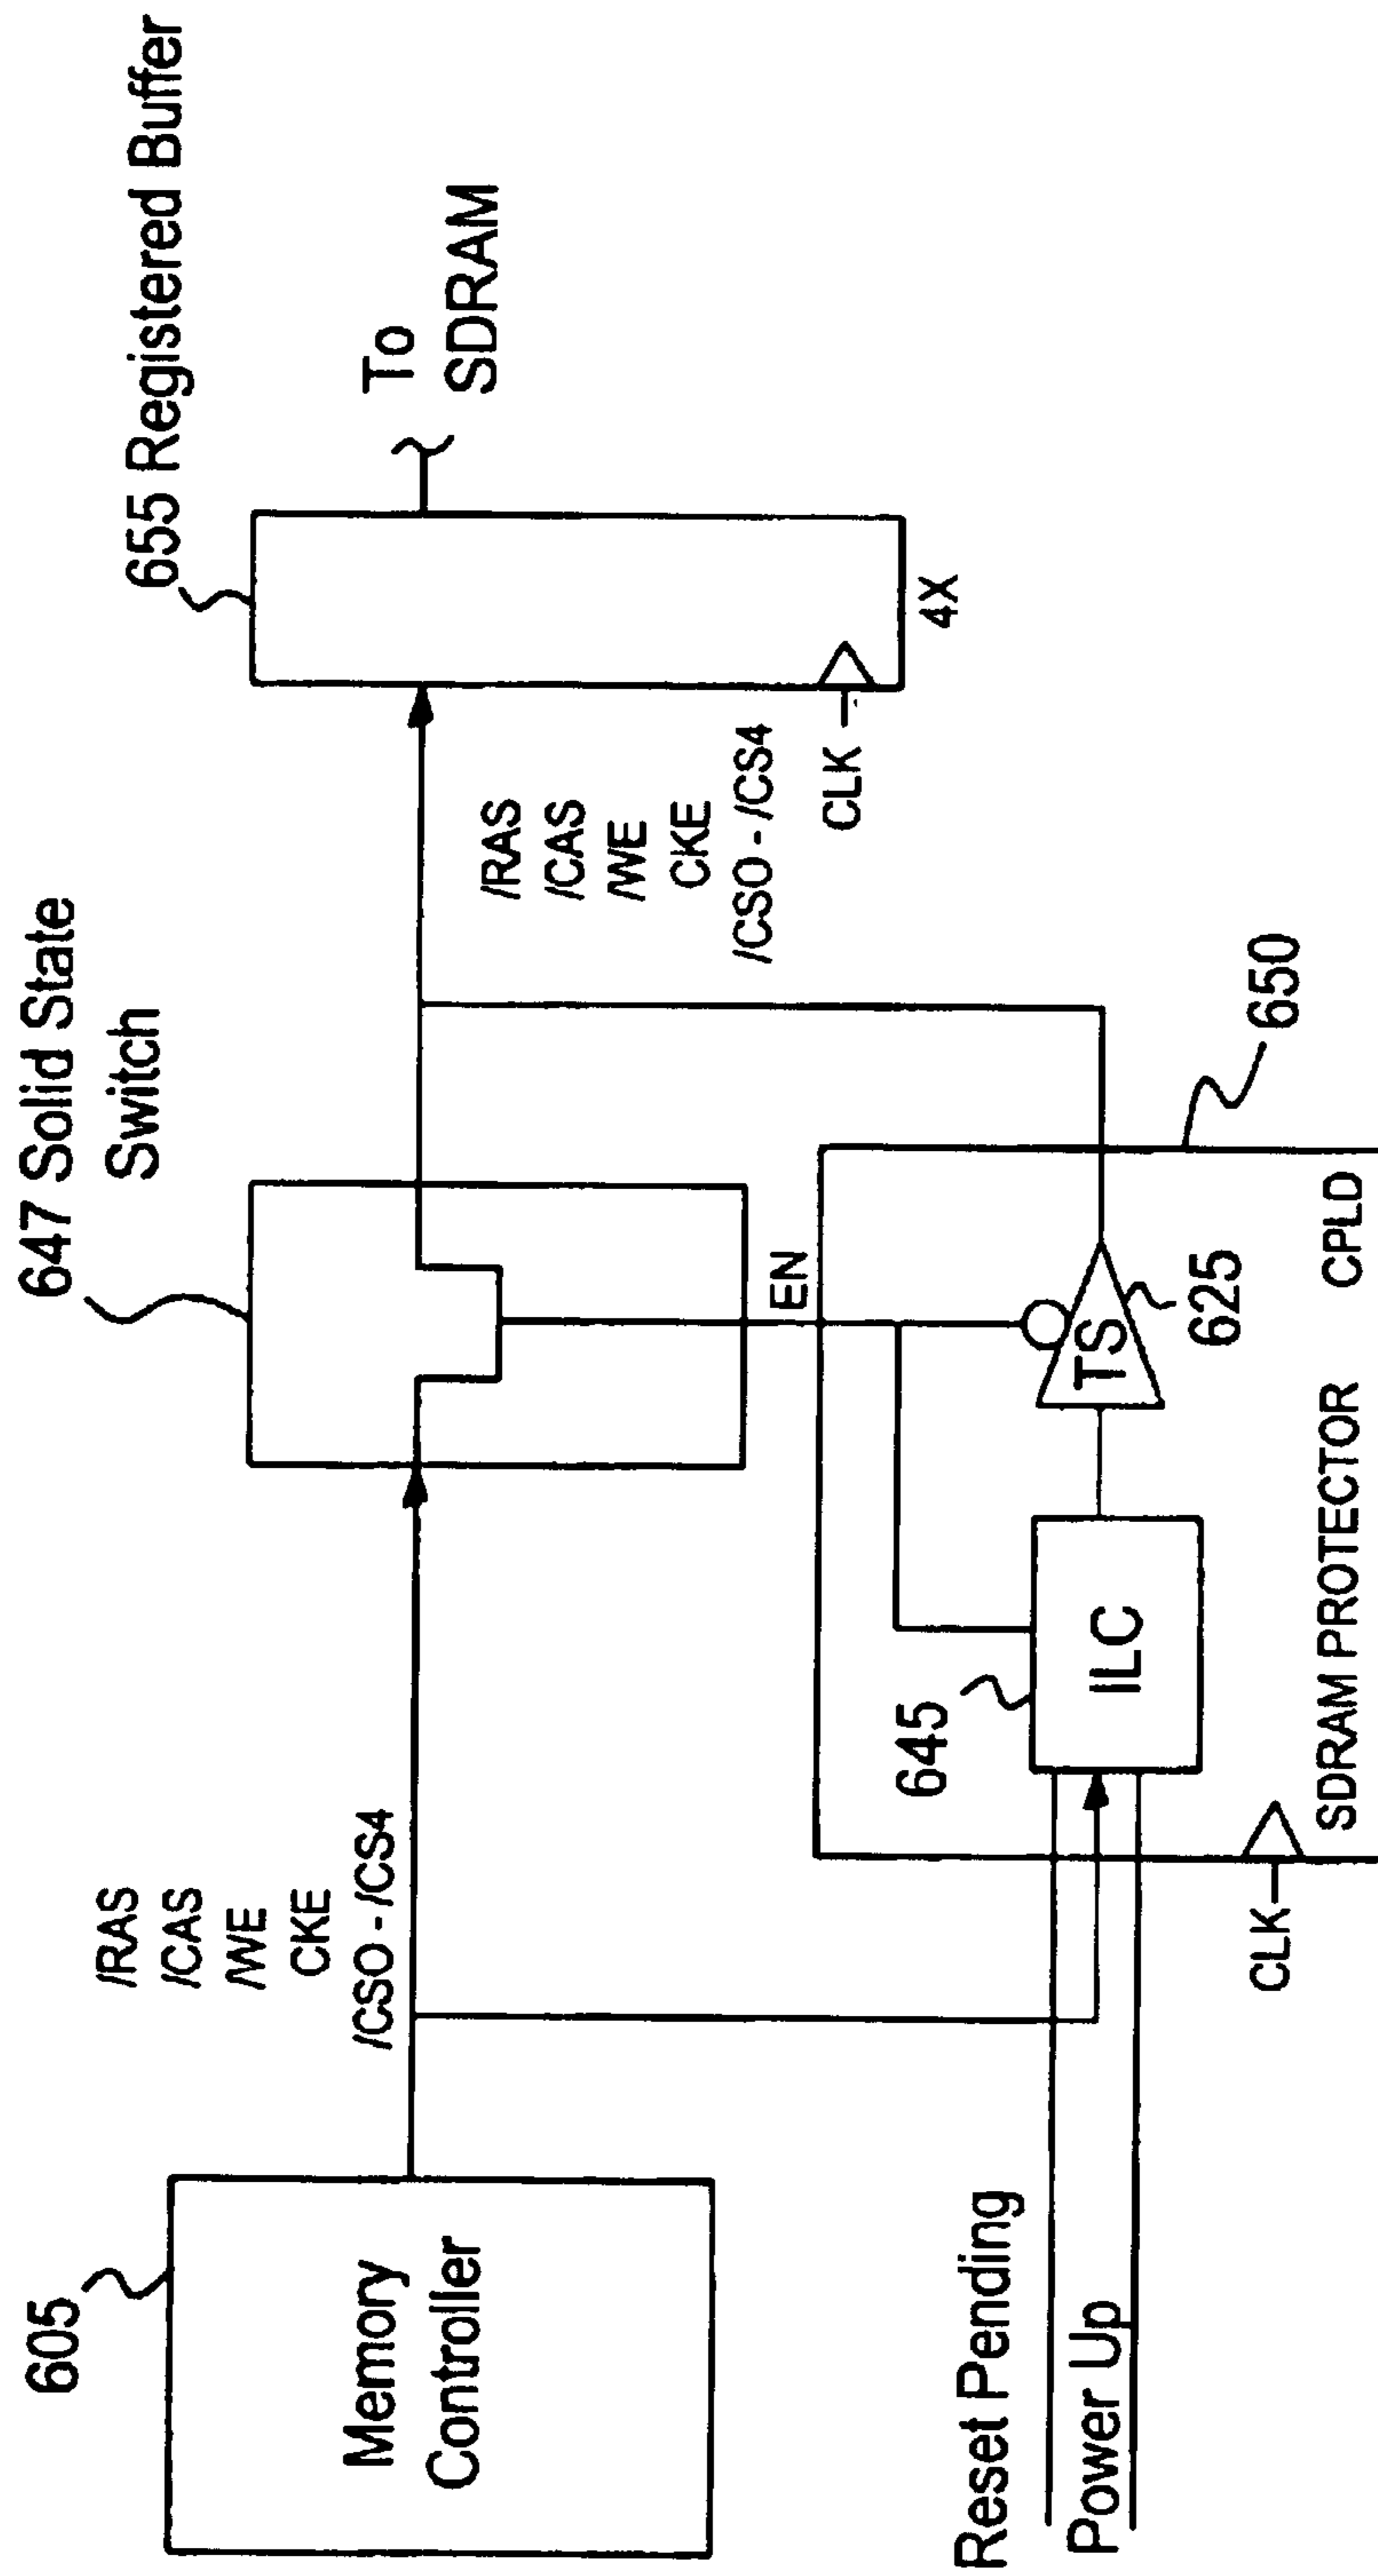 605
Memory
Controller
/RAS
/CAS
/WE
CKE
/CSO - /CS4
647 Solid State
Switch
655 Registered Buffer
To
SDRAM
/RAS
/CAS
/WE
CKE
/CSO - /CS4
CLK
4X
EN
Reset Pending
Power Up
645
ILC
TS
625
650
CLK
SDRAM PROTECTOR
CPLD